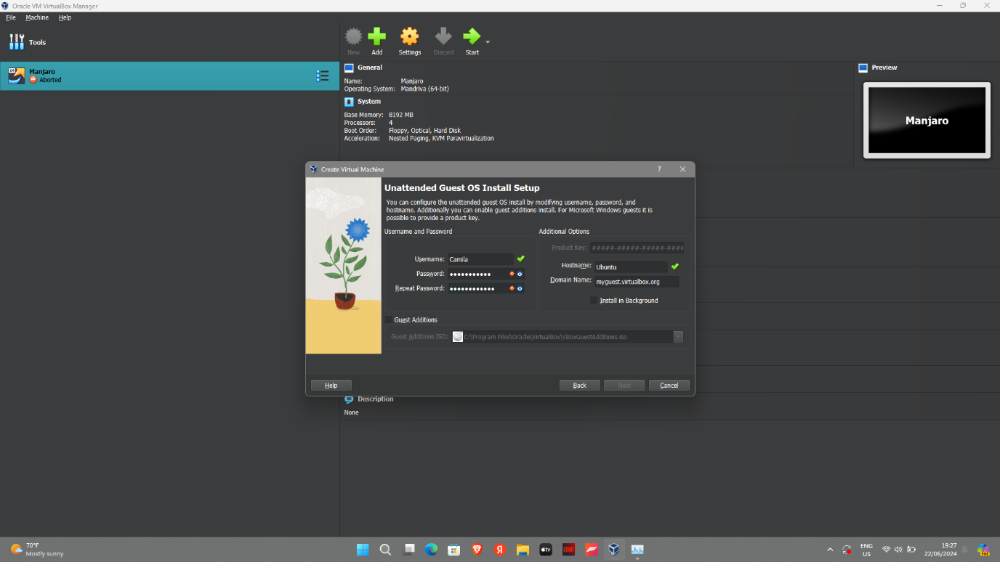 Oracle VM VirtualBox Manager
File Machine Help
Tools
New Add Settings Discard Start
64
Manjaro
Aborted
General
Name: Manjaro
Operating System: Mandriva (64-bit)
System
Base Memory: 8192 MB
Processors: 4
Boot Order: Floppy, Optical, Hard Disk
Acceleration: Nested Paging, KVM Paravirtualization
Preview
Manjaro
Create Virtual Machine ?
Unattended Guest OS Install Setup
You can configure the unattended guest OS install by modifying username, password, and
hostname. Additionally you can enable guest additions install. For Microsoft Windows guests it is
possible to provide a product key.
Username and Password
Username: Camila
Password: ●●●●●●●●●●●
Repeat Password: ●●●●●●●●●●●●
Additional Options
Product Key: #####-#####-#####-####
Hostname: Ubuntu
Domain Name: myguest.virtualbox.org
Install in Background
Guest Additions
Guest Additions ISO: C:\Program Files\Oracle\VirtualBox\VBoxGuestAdditions.iso
Help Back Next Cancel
Description
None
70°F
Mostly sunny
Я
tv
START
ENG
US
19:27
22/06/2024
PRE